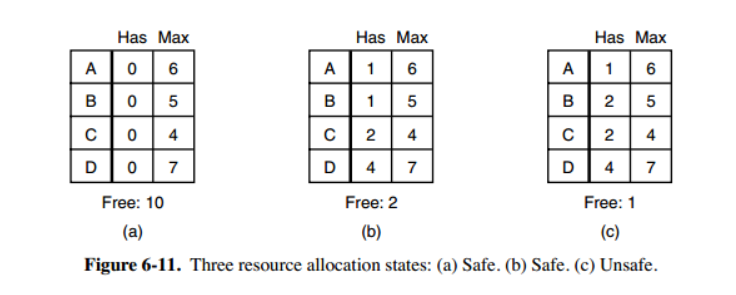 Has Max
A 0 6
B 0 5
C 0 4
D 0 7
Free: 10
(a)
Has Max
A 1 6
B 1 5
C 2 4
D 4 7
Free: 2
(b)
Has Max
A 1 6
B 2 5
C 2 4
D 4 7
Free: 1
(c)
Figure 6-11. Three resource allocation states: (a) Safe. (b) Safe. (c) Unsafe.